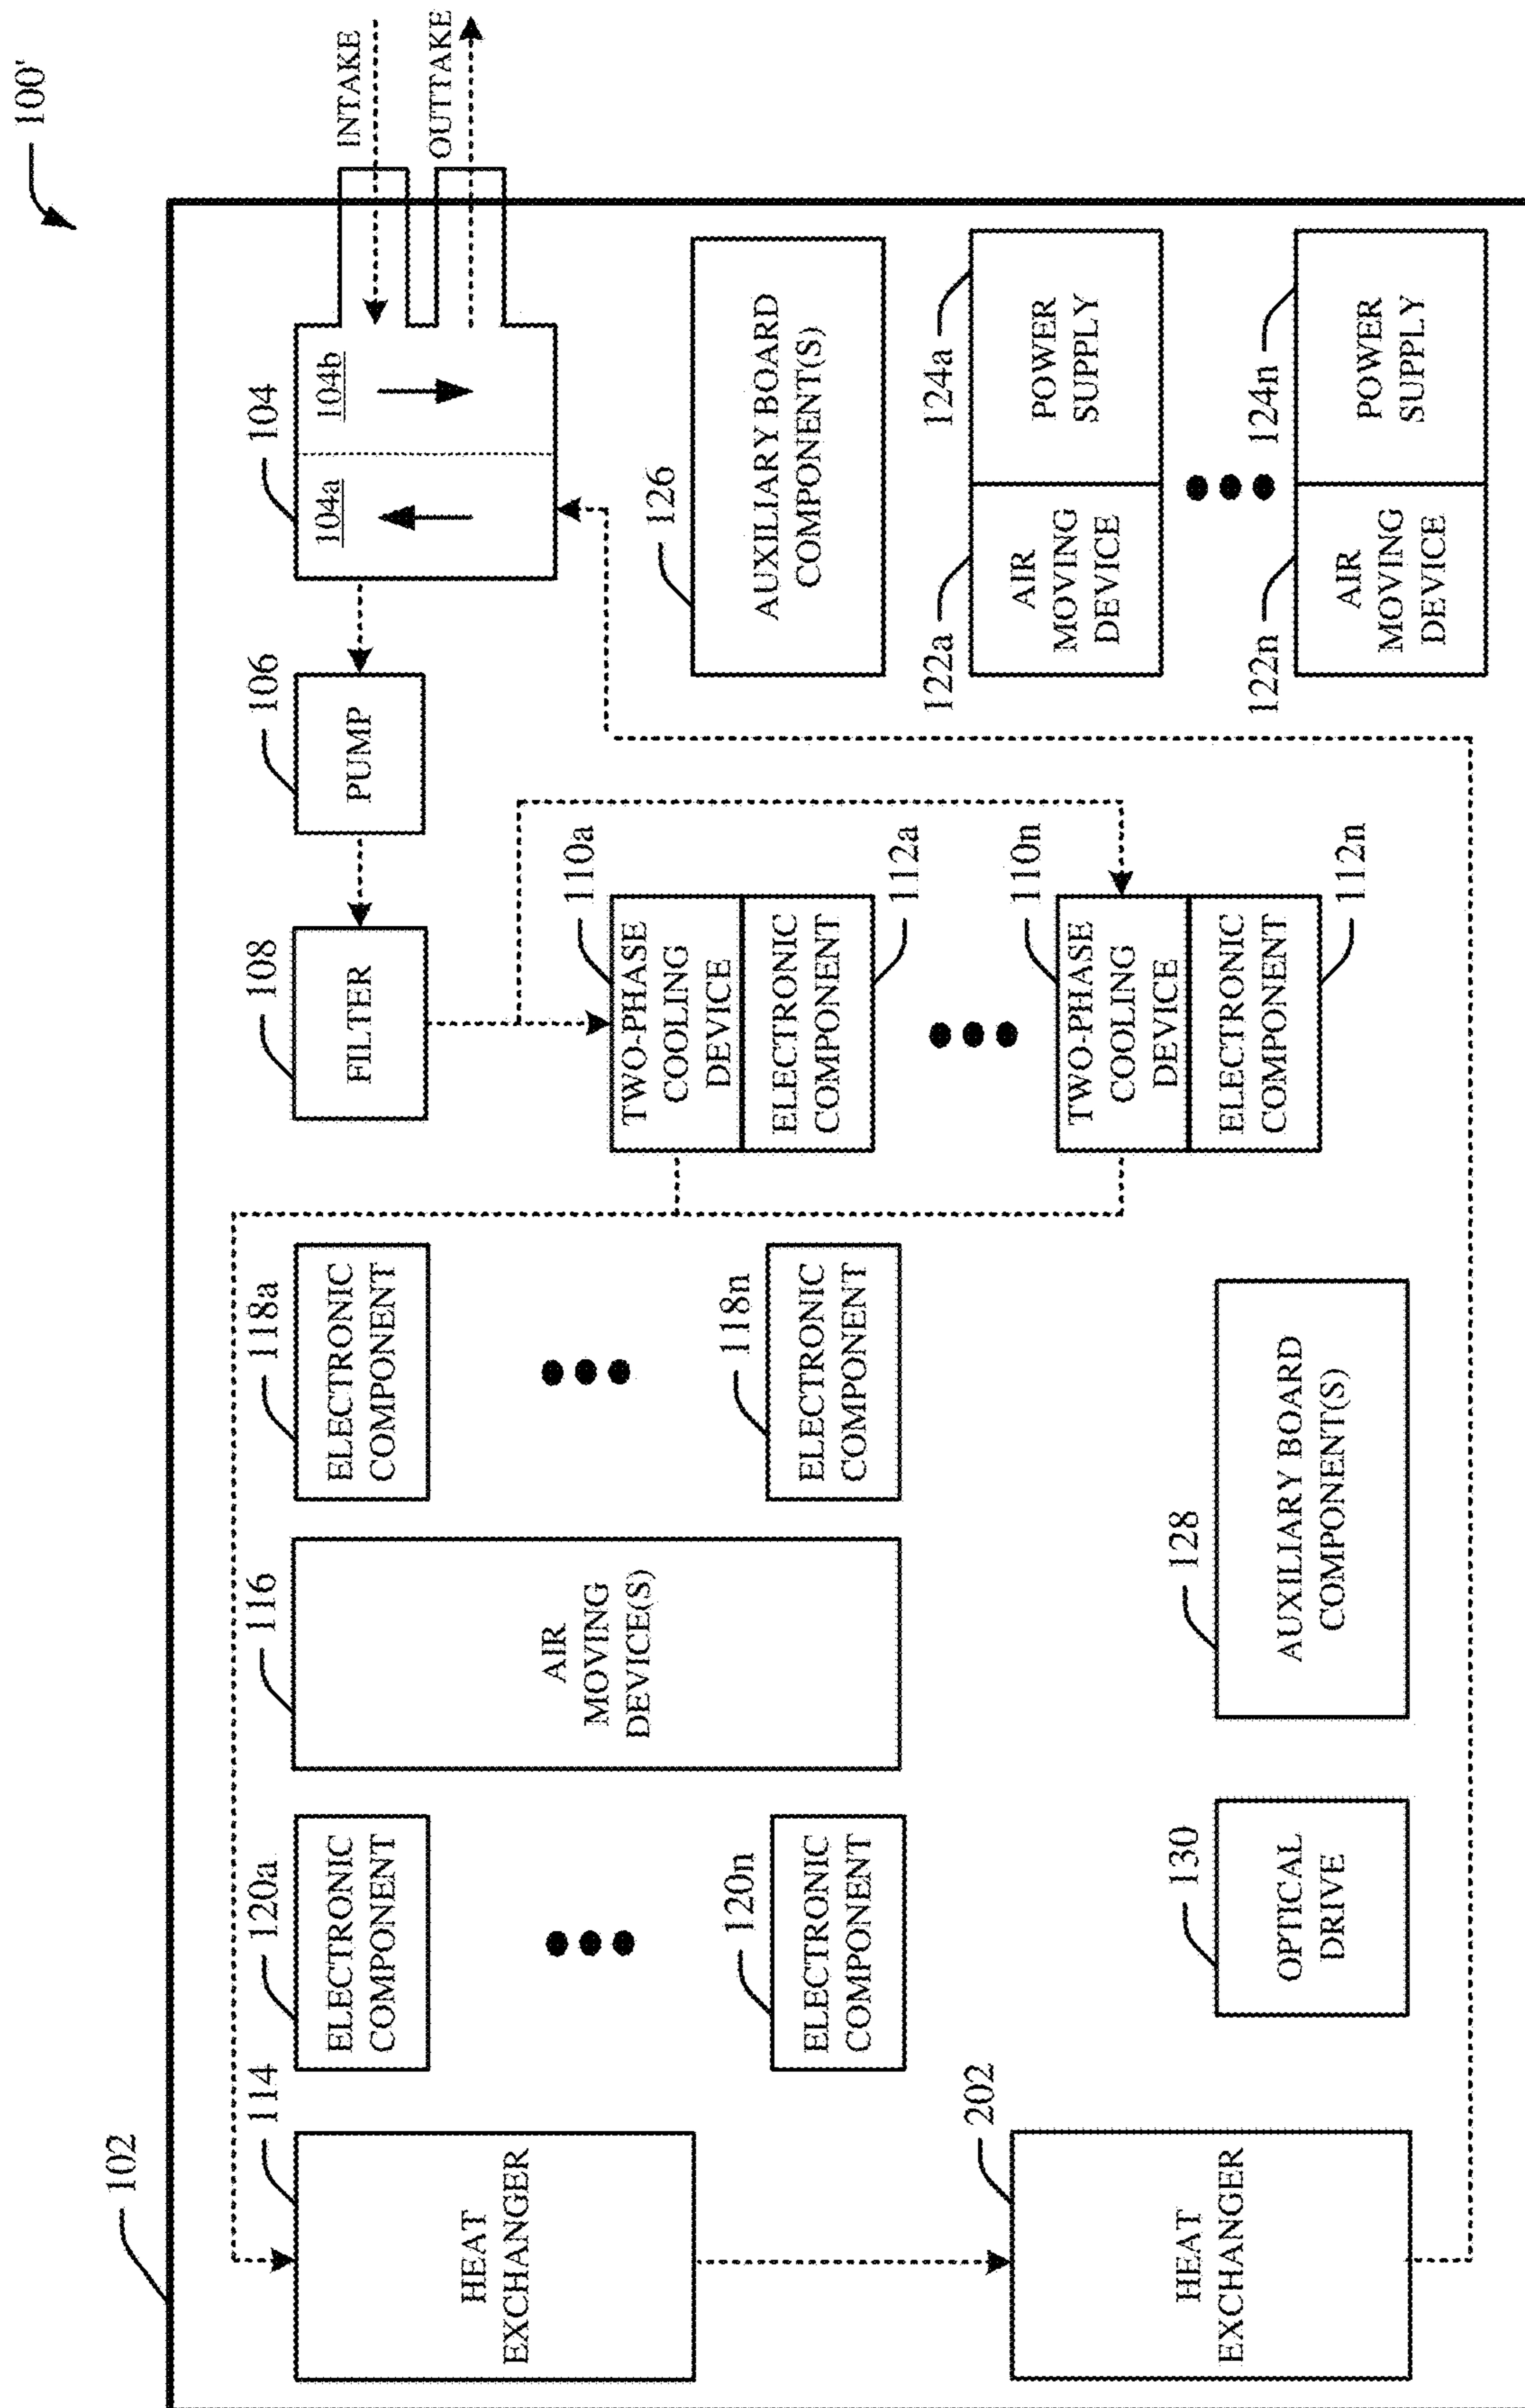 100'
102
INTAKE
OUTTAKE
114
HEAT
EXCHANGER
120a
ELECTRONIC
COMPONENT
116
AIR
MOVING
DEVICE(S)
118a
ELECTRONIC
COMPONENT
108
FILTER
106
PUMP
104
104a
104b
110a
TWO-PHASE
COOLING
DEVICE
ELECTRONIC
COMPONENT
112a
126
AUXILIARY BOARD
COMPONENT(S)
120n
ELECTRONIC
COMPONENT
118n
ELECTRONIC
COMPONENT
122a
AIR
MOVING
DEVICE
124a
POWER
SUPPLY
202
HEAT
EXCHANGER
110n
TWO-PHASE
COOLING
DEVICE
ELECTRONIC
COMPONENT
112n
130
OPTICAL
DRIVE
128
AUXILIARY BOARD
COMPONENT(S)
122n
AIR
MOVING
DEVICE
124n
POWER
SUPPLY